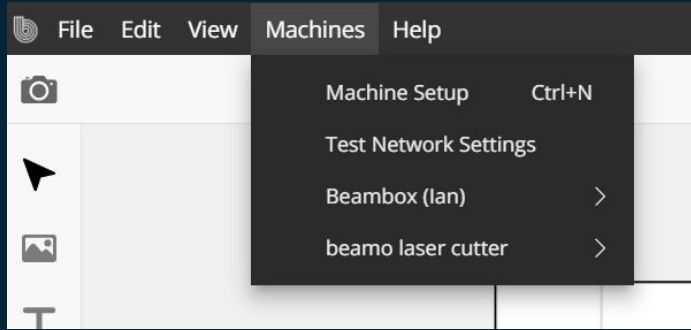 File Edit View Machines Help
Machine Setup Ctrl+N
Test Network Settings
Beambox (Ian)
beamo laser cutter
T